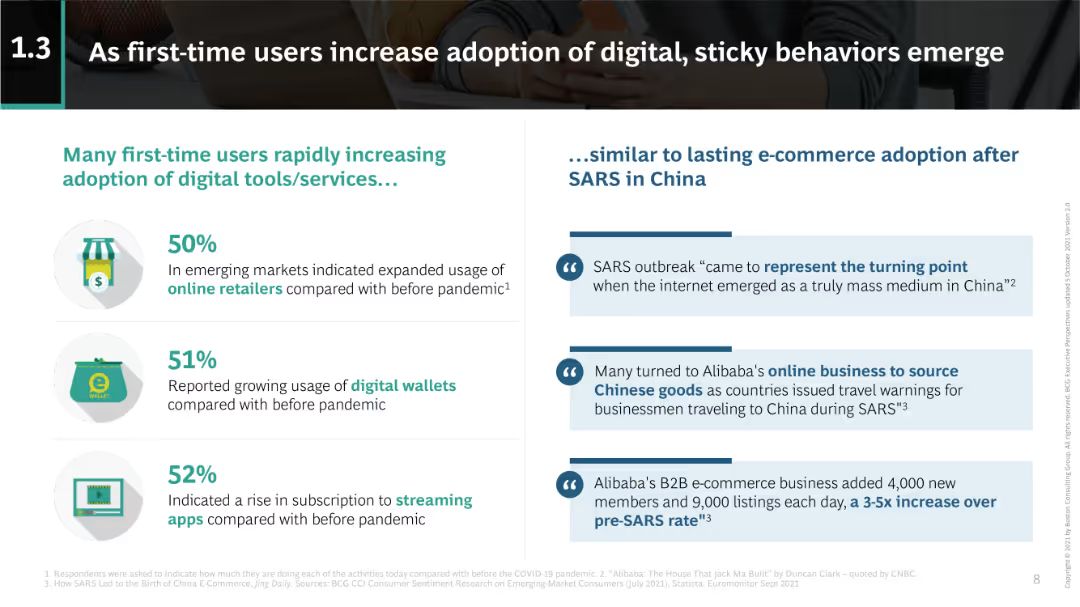 1.3
As first-time users increase adoption of digital, sticky behaviors emerge
Many first-time users rapidly increasing
adoption of digital tools/services...
50%
In emerging markets indicated expanded usage of
online retailers compared with before pandemic¹
$
51%
Reported growing usage of digital wallets
compared with before pandemic
e
WALLET
52%
Indicated a rise in subscription to streaming
apps compared with before pandemic
...similar to lasting e-commerce adoption after
SARS in China
“
SARS outbreak “came to represent the turning point
when the internet emerged as a truly mass medium in China”²
“
Many turned to Alibaba's online business to source
Chinese goods as countries issued travel warnings for
businessmen traveling to China during SARS"³
“
Alibaba's B2B e-commerce business added 4,000 new
members and 9,000 listings each day, a 3-5x increase over
pre-SARS rate"³
1. Respondents were asked to indicate how much they are doing each of the activities today compared with before the COVID-19 pandemic. 2. "Alibaba: The House That Jack Ma Built" by Duncan Clark – quoted by CNBC.
3. How SARS Led to the Birth of China E-Commerce, Jing Daily. Sources: BCG CCI Consumer Sentiment Research on Emerging-Market Consumers (July 2021), Statista, Euromonitor Sept 2021
8
Copyright © 2021 by Boston Consulting Group. All rights reserved. BCG Executive Perspectives updated 5 October 2021 Version 2.0